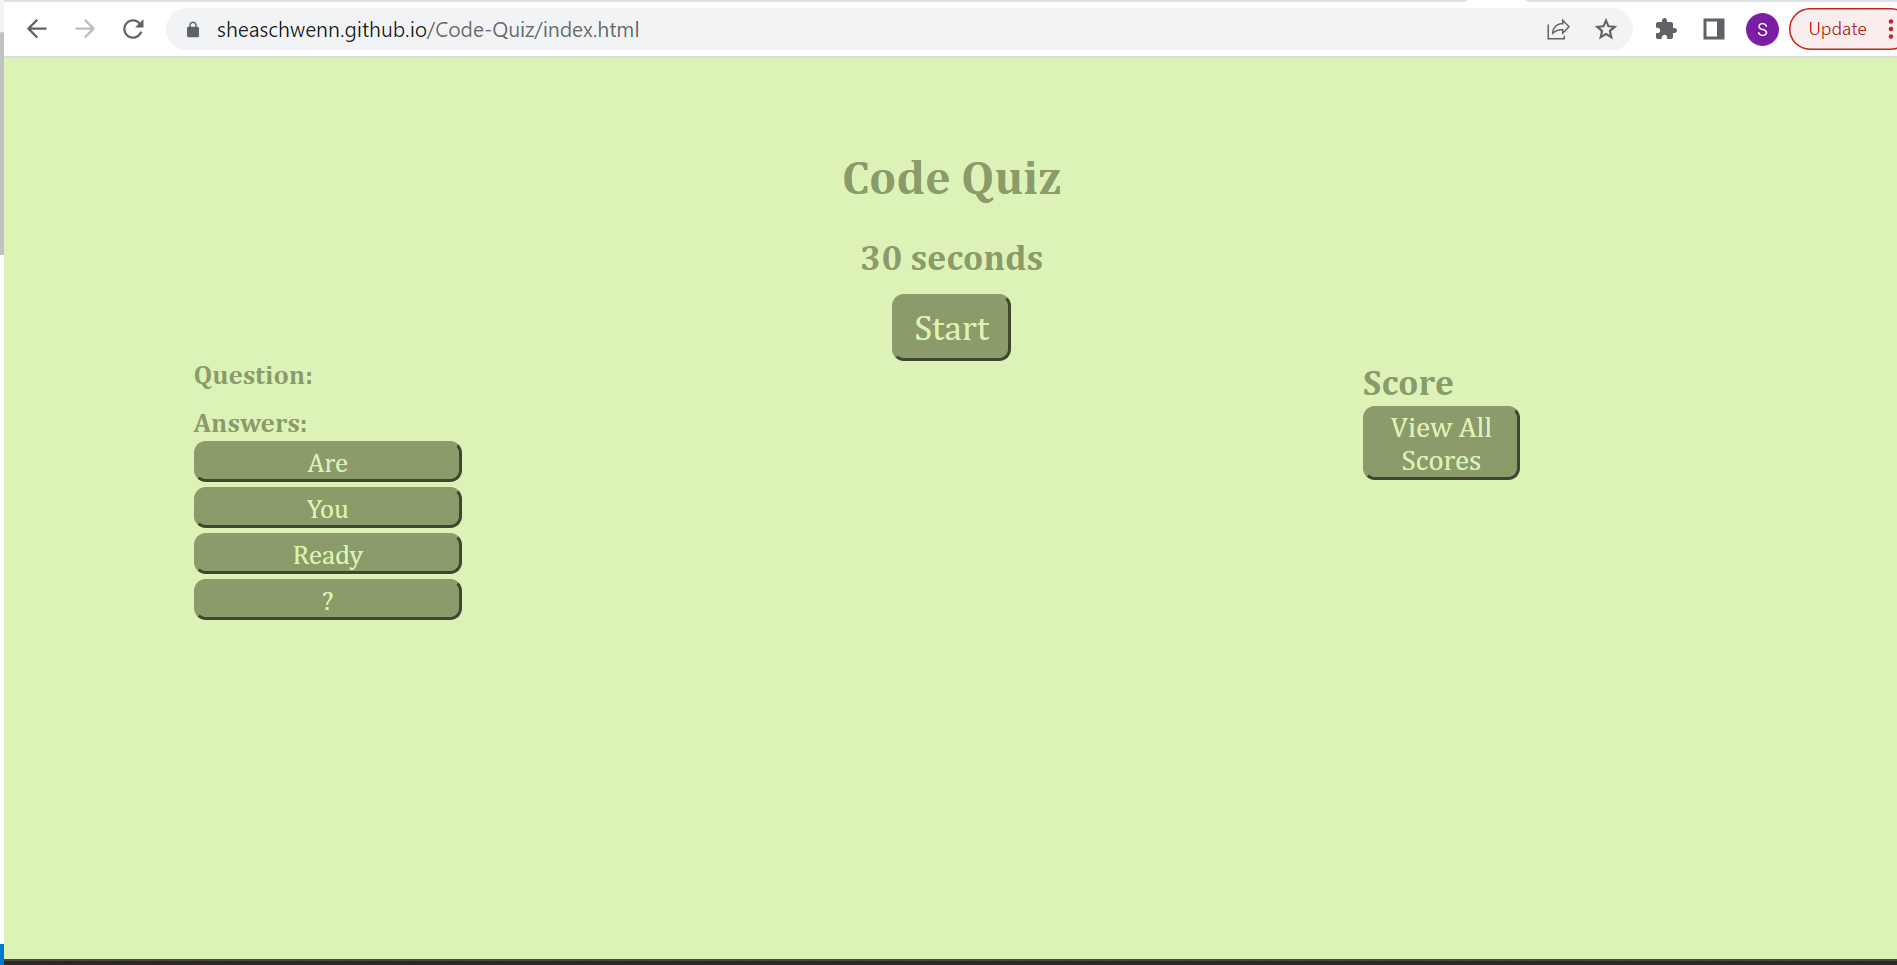 sheaschwenn.github.io/Code-Quiz/index.html
S
Update
Code Quiz
30 seconds
Start
Question:
Answers:
Are
You
Ready
?
Score
View All
Scores